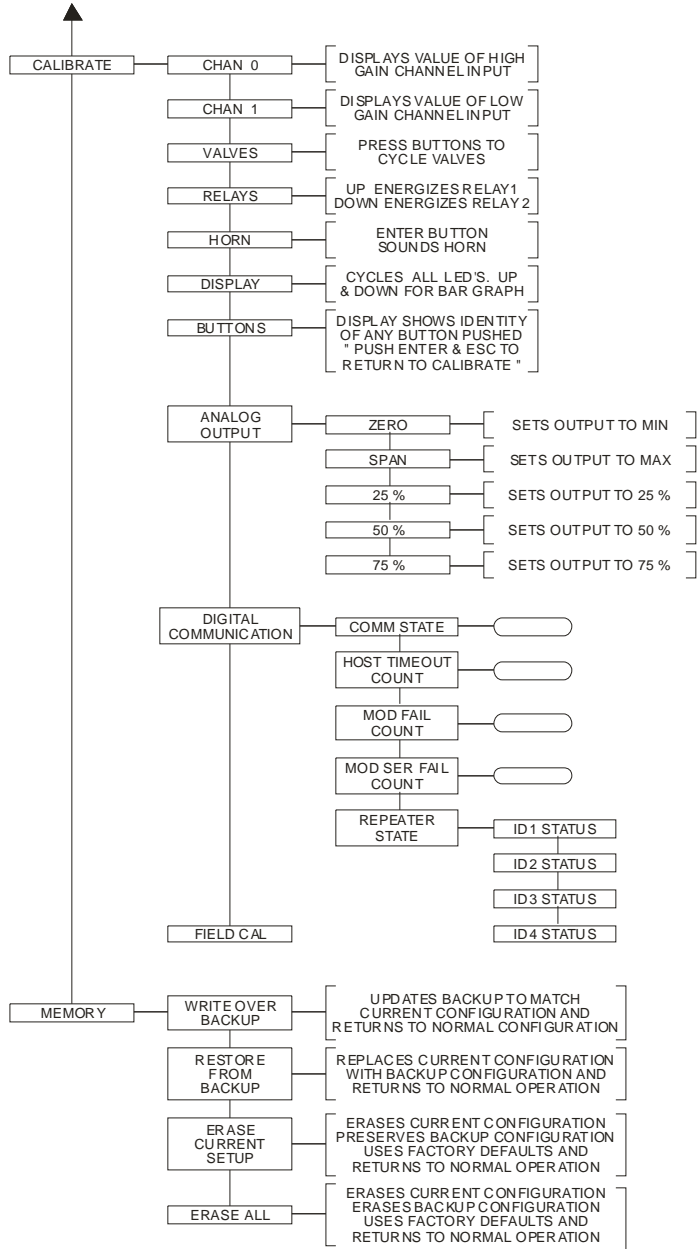 CALIBRATE
CHAN 0
DISPLAYS VALUE OF HIGH
GAIN CHANNEL INPUT
CHAN 1
DISPLAYS VALUE OF LOW
GAIN CHANNEL INPUT
VALVES
PRESS BUTTONS TO
CYCLE VALVES
RELAYS
UP ENERGIZES RELAY 1
DOWN ENERGIZES RELAY 2
HORN
ENTER BUTTON
SOUNDS HORN
DISPLAY
CYCLES ALL LED'S. UP
& DOWN FOR BAR GRAPH
BUTTONS
DISPLAY SHOWS IDENTITY
OF ANY BUTTON PUSHED
" PUSH ENTER & ESC TO
RETURN TO CALIBRATE "
ANALOG
OUTPUT
ZERO
SETS OUTPUT TO MIN
SPAN
SETS OUTPUT TO MAX
25 %
SETS OUTPUT TO 25 %
50 %
SETS OUTPUT TO 50 %
75 %
SETS OUTPUT TO 75 %
DIGITAL
COMMUNICATION
COMM STATE
HOST TIMEOUT
COUNT
MOD FAIL
COUNT
MOD SER FAIL
COUNT
REPEATER
STATE
ID1 STATUS
ID2 STATUS
ID3 STATUS
ID4 STATUS
FIELD CAL
MEMORY
WRITE OVER
BACKUP
UPDATES BACKUP TO MATCH
CURRENT CONFIGURATION AND
RETURNS TO NORMAL CONFIGURATION
RESTORE
FROM
BACKUP
REPLACES CURRENT CONFIGURATION
WITH BACKUP CONFIGURATION AND
RETURNS TO NORMAL OPERATION
ERASE
CURRENT
SETUP
ERASES CURRENT CONFIGURATION
PRESERVES BACKUP CONFIGURATION
USES FACTORY DEFAULTS AND
RETURNS TO NORMAL OPERATION
ERASE ALL
ERASES CURRENT CONFIGURATION
ERASES BACKUP CONFIGURATION
USES FACTORY DEFAULTS AND
RETURNS TO NORMAL OPERATION